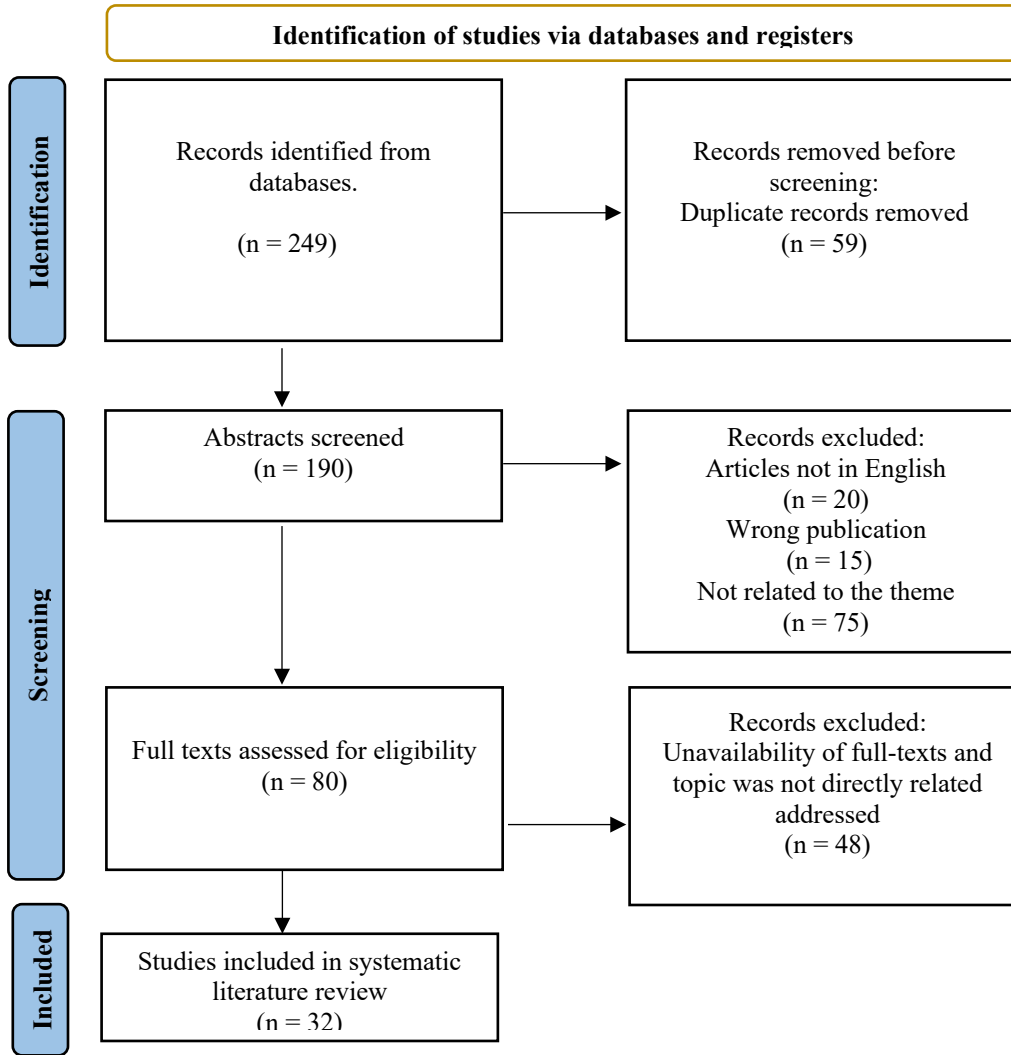 Identification of studies via databases and registers
Identification
Records identified from
databases.
(n = 249)
Records removed before
screening:
Duplicate records removed
(n = 59)
Screening
Abstracts screened
(n = 190)
Records excluded:
Articles not in English
(n = 20)
Wrong publication
(n = 15)
Not related to the theme
(n = 75)
Full texts assessed for eligibility
(n = 80)
Records excluded:
Unavailability of full-texts and
topic was not directly related
addressed
(n = 48)
Included
Studies included in systematic
literature review
(n = 32)